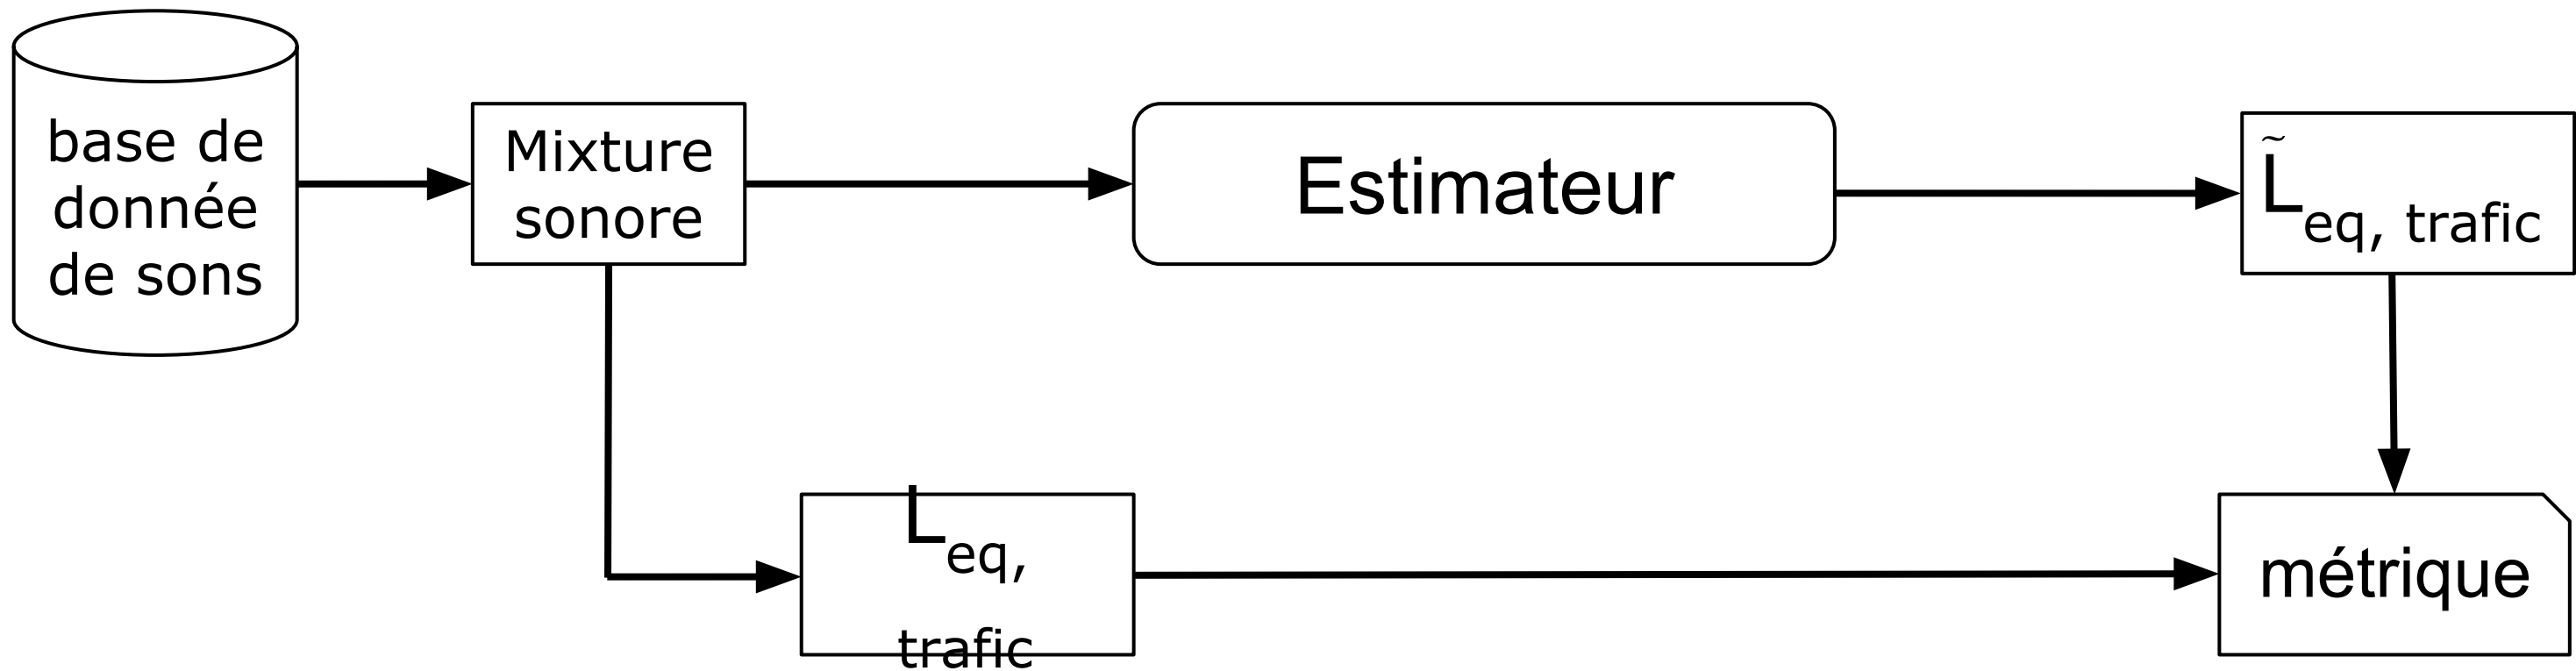 base de
donnée
de sons
Mixture
sonore
Estimateur
L̃eq, trafic
Leq,
trafic
métrique